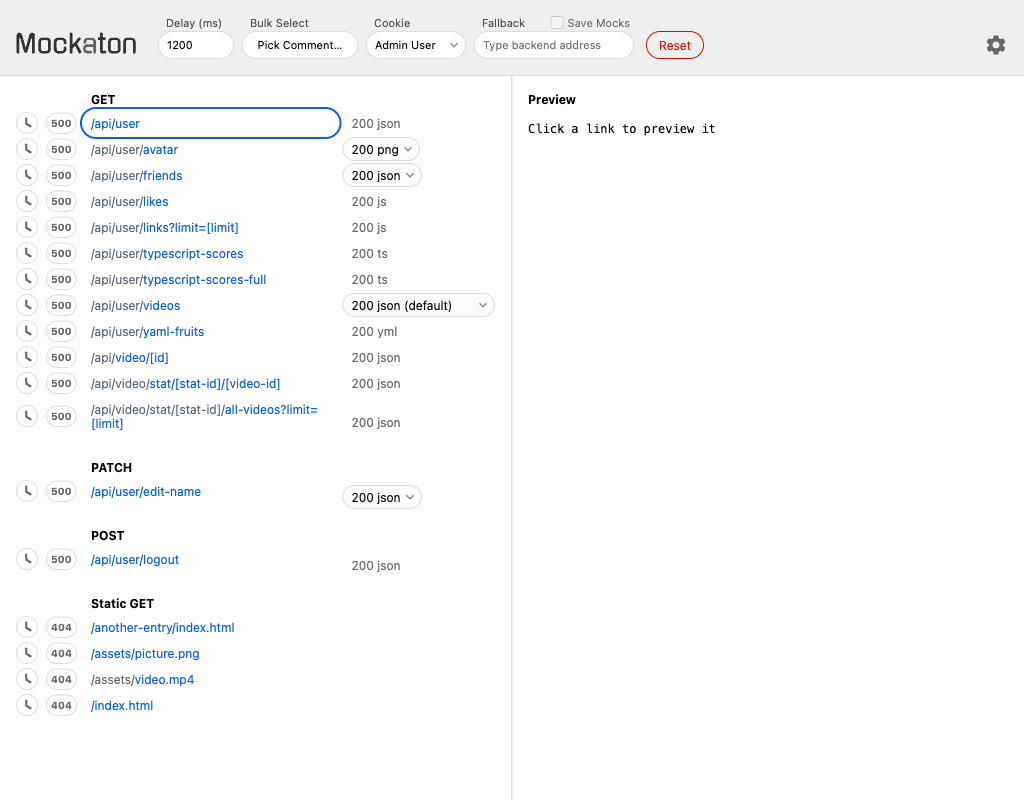 Mockaton
Delay (ms)
1200
Bulk Select
Pick Comment...
Cookie
Admin User
Fallback
Save Mocks
Type backend address
Reset
GET
500 /api/user 200 json
500 /api/user/avatar 200 png
500 /api/user/friends 200 json
500 /api/user/likes 200 js
500 /api/user/links?limit=[limit] 200 js
500 /api/user/typescript-scores 200 ts
500 /api/user/typescript-scores-full 200 ts
500 /api/user/videos 200 json (default)
500 /api/user/yaml-fruits 200 yml
500 /api/video/[id] 200 json
500 /api/video/stat/[stat-id]/[video-id] 200 json
500 /api/video/stat/[stat-id]/all-videos?limit=
[limit] 200 json
PATCH
500 /api/user/edit-name 200 json
POST
500 /api/user/logout 200 json
Static GET
404 /another-entry/index.html
404 /assets/picture.png
404 /assets/video.mp4
404 /index.html
Preview
Click a link to preview it